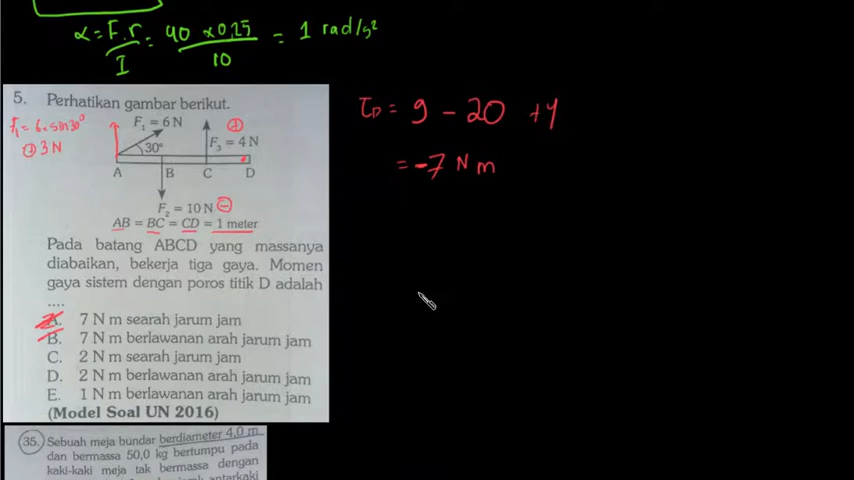 α = F.r / I = 40 × 0,25 / 10 = 1 rad/s²
5. Perhatikan gambar berikut.
F₁ = 6 x sin 30°
⊕ 3 N
F₁ = 6 N
⊕
30°
F₃ = 4 N
A B C D
F₂ = 10 N ⊖
AB = BC = CD = 1 meter
Pada batang ABCD yang massanya
diabaikan, bekerja tiga gaya. Momen
gaya sistem dengan poros titik D adalah
....
A. 7 N m searah jarum jam
B. 7 N m berlawanan arah jarum jam
C. 2 N m searah jarum jam
D. 2 N m berlawanan arah jarum jam
E. 1 N m berlawanan arah jarum jam
(Model Soal UN 2016)
τD = 9 - 20 + 4
= -7 N m
35. Sebuah meja bundar berdiameter 4,0 m
dan bermassa 50,0 kg bertumpu pada
kaki-kaki meja tak bermassa dengan